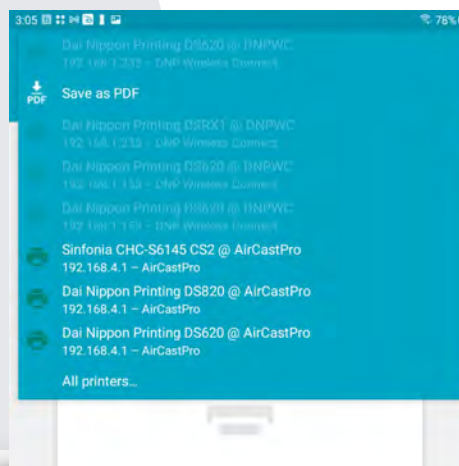 3:05
78%
Dai Nippon Printing DS620 @ DNPWC
192.168.1.233 – DNP Wireless Connect
PDF
Save as PDF
Dai Nippon Printing DSRX1 @ DNPWC
192.168.1.233 – DNP Wireless Connect
Dai Nippon Printing DS620 @ DNPWC
192.168.1.153 – DNP Wireless Connect
Dai Nippon Printing DS820 @ DNPWC
192.168.1.153 – DNP Wireless Connect
Sinfonia CHC-S6145 CS2 @ AirCastPro
192.168.4.1 – AirCastPro
Dai Nippon Printing DS820 @ AirCastPro
192.168.4.1 – AirCastPro
Dai Nippon Printing DS620 @ AirCastPro
192.168.4.1 – AirCastPro
All printers...